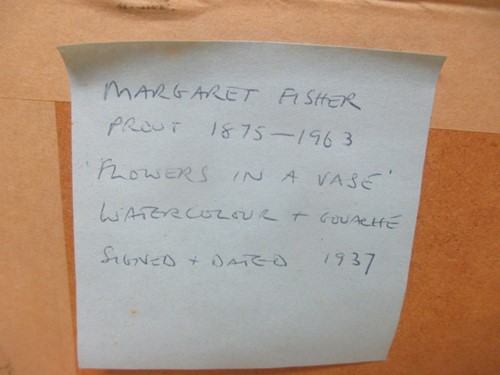 MARGARET FISHER
PROUT 1875-1963
'FLOWERS IN A VASE'
WATERCOLOUR + GOUACHE
SIGNED + DATED 1937